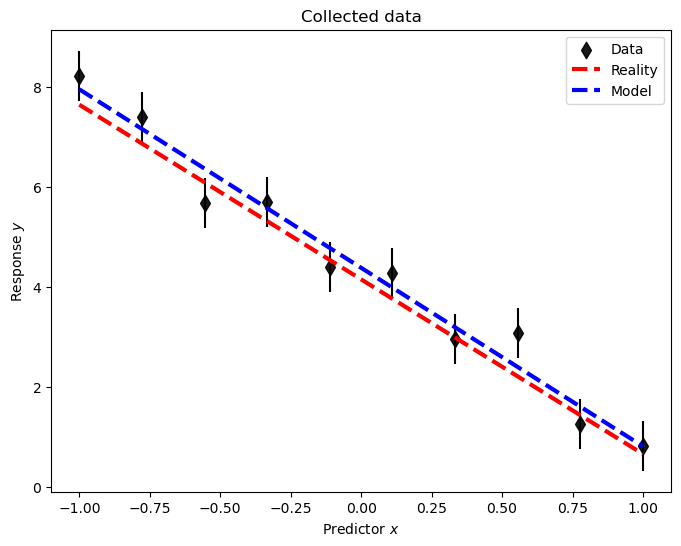 Collected data
Data
Reality
Model
Response y
8
6
4
2
0
−1.00 −0.75 −0.50 −0.25 0.00 0.25 0.50 0.75 1.00
Predictor x